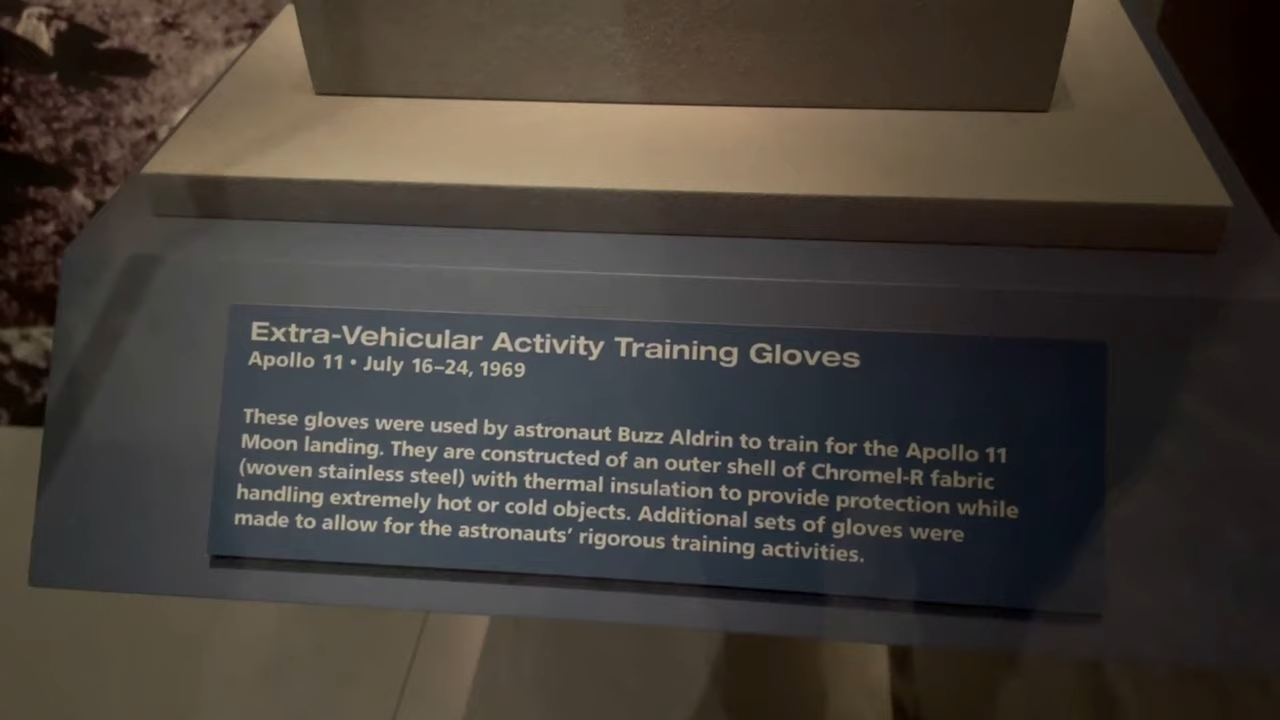 Extra-Vehicular Activity Training Gloves
Apollo 11 • July 16–24, 1969
These gloves were used by astronaut Buzz Aldrin to train for the Apollo 11
Moon landing. They are constructed of an outer shell of Chromel-R fabric
(woven stainless steel) with thermal insulation to provide protection while
handling extremely hot or cold objects. Additional sets of gloves were
made to allow for the astronauts’ rigorous training activities.